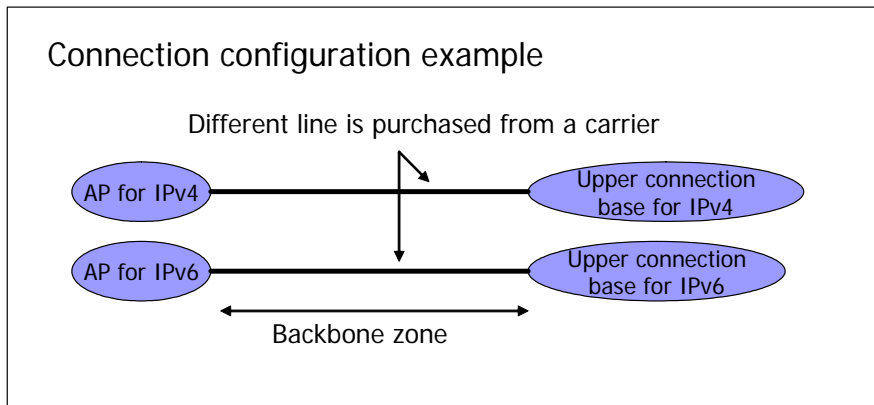 Connection configuration example
Different line is purchased from a carrier
AP for IPv4
Upper connection
base for IPv4
AP for IPv6
Upper connection
base for IPv6
Backbone zone